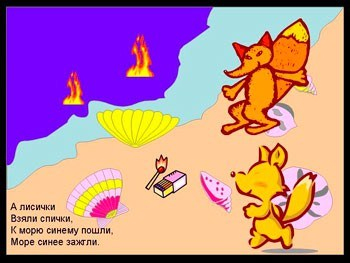 А лисички
Взяли спички,
К морю синему пошли,
Море синее зажгли.